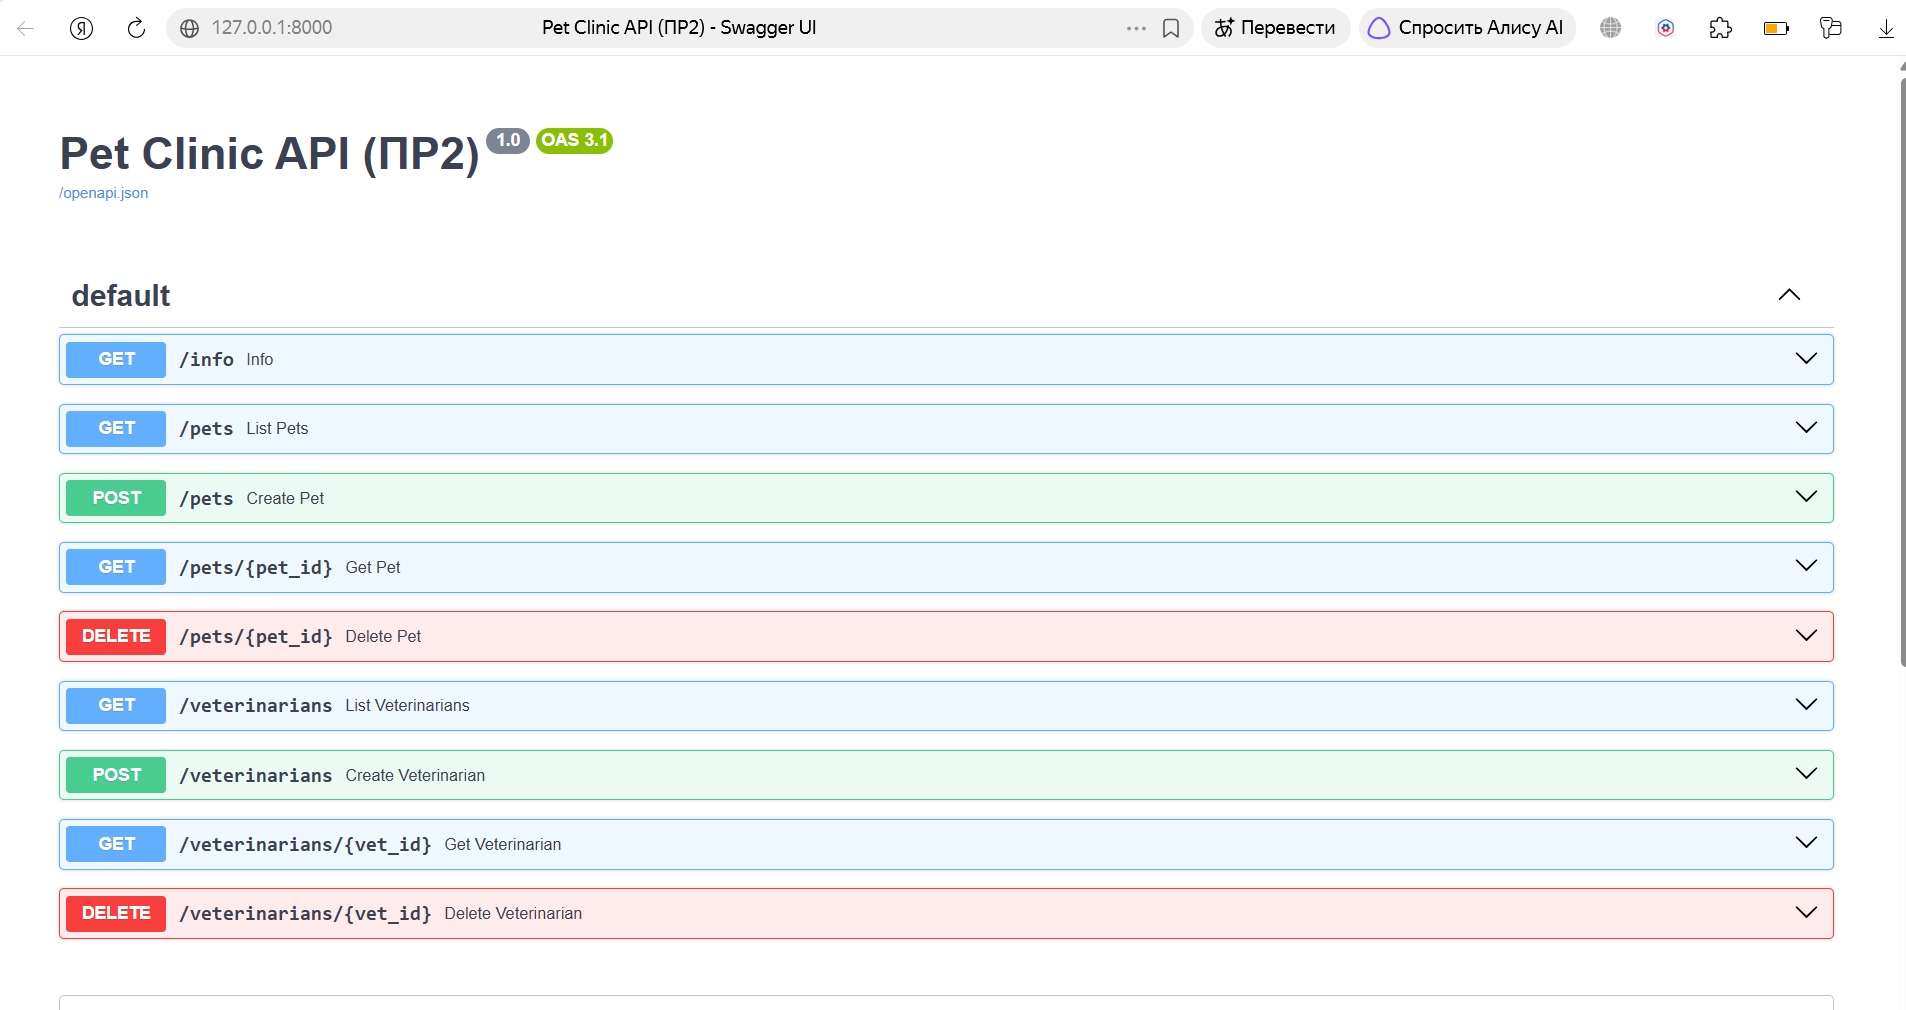 127.0.0.1:8000 Pet Clinic API (ПР2) - Swagger UI Перевести Спросить Алису AI
Pet Clinic API (ПР2) 1.0 OAS 3.1
/openapi.json
default
GET /info Info
GET /pets List Pets
POST /pets Create Pet
GET /pets/{pet_id} Get Pet
DELETE /pets/{pet_id} Delete Pet
GET /veterinarians List Veterinarians
POST /veterinarians Create Veterinarian
GET /veterinarians/{vet_id} Get Veterinarian
DELETE /veterinarians/{vet_id} Delete Veterinarian